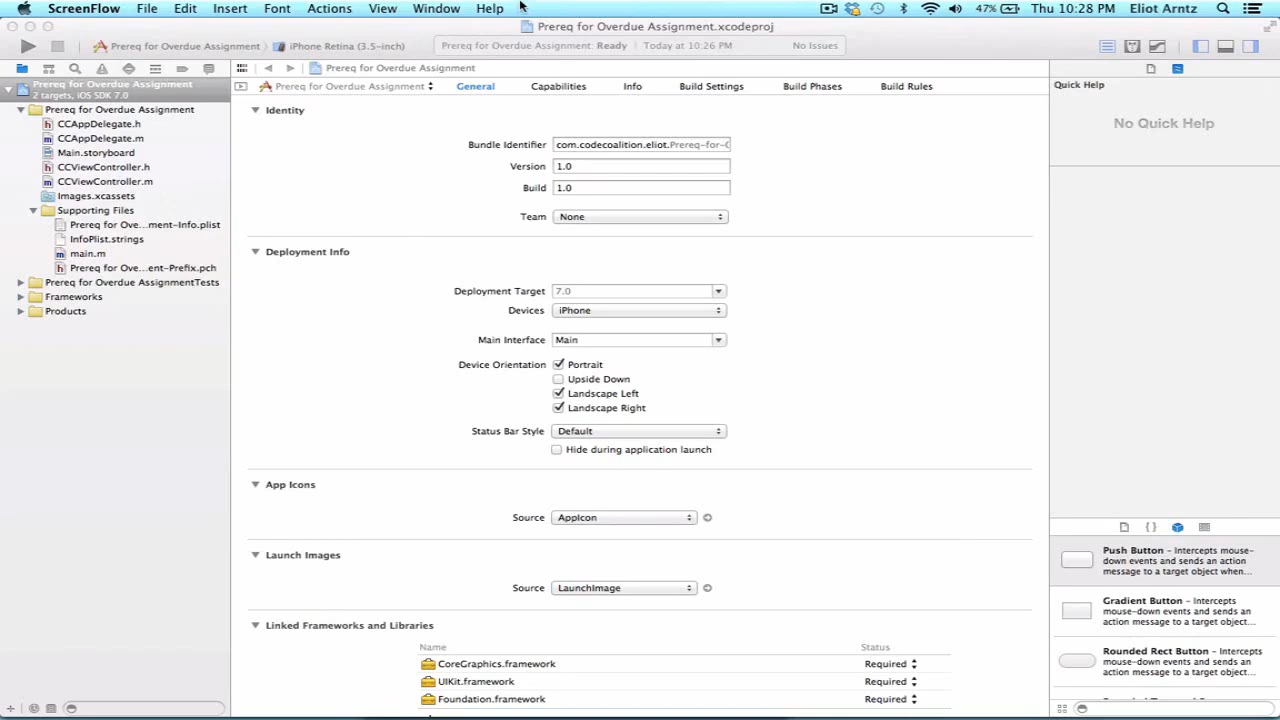 ScreenFlow File Edit Insert Font Actions View Window Help 47% Thu 10:28 PM Eliot Arntz
Prereq for Overdue Assignment.xcodeproj
Prereq for Overdue Assignment iPhone Retina (3.5-inch) Prereq for Overdue Assignment: Ready Today at 10:26 PM No Issues
Prereq for Overdue Assignment
2 targets, iOS SDK 7.0
Prereq for Overdue Assignment
CCAppDelegate.h
CCAppDelegate.m
Main.storyboard
CCViewController.h
CCViewController.m
Images.xcassets
Supporting Files
Prereq for Ove...ment-Info.plist
InfoPlist.strings
main.m
Prereq for Ove...ent-Prefix.pch
Prereq for Overdue AssignmentTests
Frameworks
Products
Prereq for Overdue Assignment
Prereq for Overdue Assignment General Capabilities Info Build Settings Build Phases Build Rules
Identity
Bundle Identifier com.codecoalition.eliot.Prereq-for-O
Version 1.0
Build 1.0
Team None
Deployment Info
Deployment Target 7.0
Devices iPhone
Main Interface Main
Device Orientation Portrait
Upside Down
Landscape Left
Landscape Right
Status Bar Style Default
Hide during application launch
App Icons
Source AppIcon
Launch Images
Source LaunchImage
Linked Frameworks and Libraries
Name Status
CoreGraphics.framework Required
UIKit.framework Required
Foundation.framework Required
Quick Help
No Quick Help
Push Button - Intercepts mouse-
down events and sends an action
message to a target object when...
Gradient Button - Intercepts
mouse-down events and sends an
action message to a target object...
Rounded Rect Button - Intercepts
mouse-down events and sends an
action message to a target object...